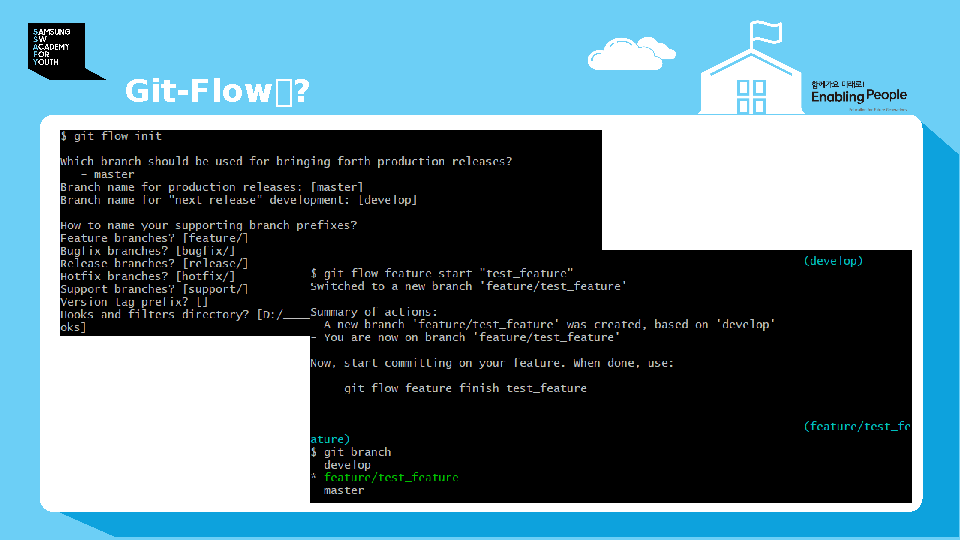 SAMSUNG
SW
ACADEMY
FOR
YOUTH
Git-Flow▯?
함께가요 미래로!
Enabling People
$ git flow init
Which branch should be used for bringing forth production releases?
- master
Branch name for production releases: [master]
Branch name for "next release" development: [develop]
How to name your supporting branch prefixes?
Feature branches? [feature/]
Bugfix branches? [bugfix/]
Release branches? [release/]
Hotfix branches? [hotfix/]
Support branches? [support/]
Version tag prefix? []
Hooks and filters directory? [D:/
oks]
(develop)
$ git flow feature start "test_feature"
Switched to a new branch 'feature/test_feature'
Summary of actions:
- A new branch 'feature/test_feature' was created, based on 'develop'
- You are now on branch 'feature/test_feature'
Now, start committing on your feature. When done, use:
git flow feature finish test_feature
(feature/test_fe
ature)
$ git branch
develop
* feature/test_feature
master